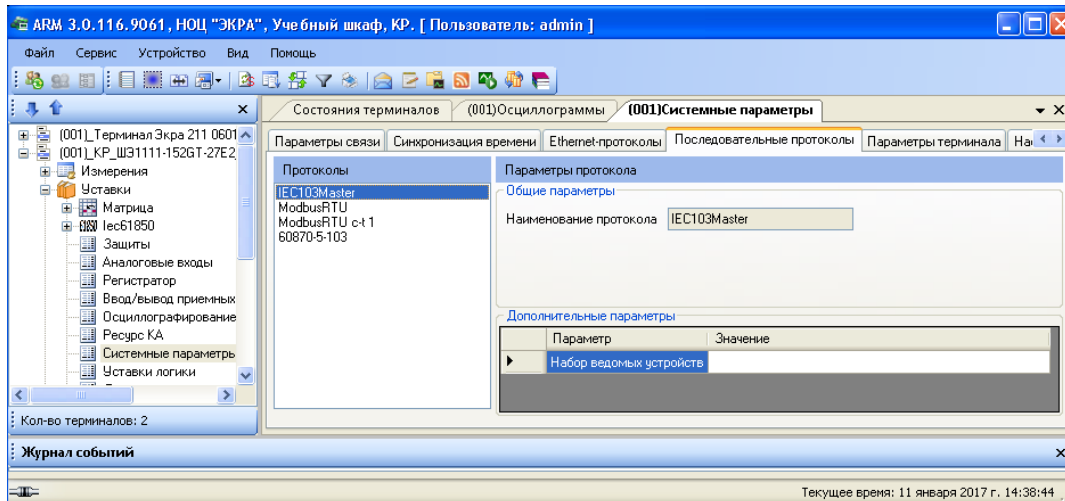 ARM 3.0.116.9061, НОЦ "ЭКРА", Учебный шкаф, КР. [ Пользователь: admin ]
Файл Сервис Устройство Вид Помощь
Состояния терминалов (001)Осциллограммы (001)Системные параметры
(001)_Терминал Экра 211 0601
(001)_КР_ШЭ1111-152GT-27E2
Измерения
Уставки
Матрица
Iec61850
Защиты
Аналоговые входы
Регистратор
Ввод/вывод приемных
Осциллографирование
Ресурс КА
Системные параметры
Уставки логики
Кол-во терминалов: 2
Параметры связи Синхронизация времени Ethernet-протоколы Последовательные протоколы Параметры терминала
Протоколы
IEC103Master
ModbusRTU
ModbusRTU c-t 1
60870-5-103
Параметры протокола
Общие параметры
Наименование протокола IEC103Master
Дополнительные параметры
Параметр Значение
Набор ведомых устройств
Журнал событий
Текущее время: 11 января 2017 г. 14:38:44